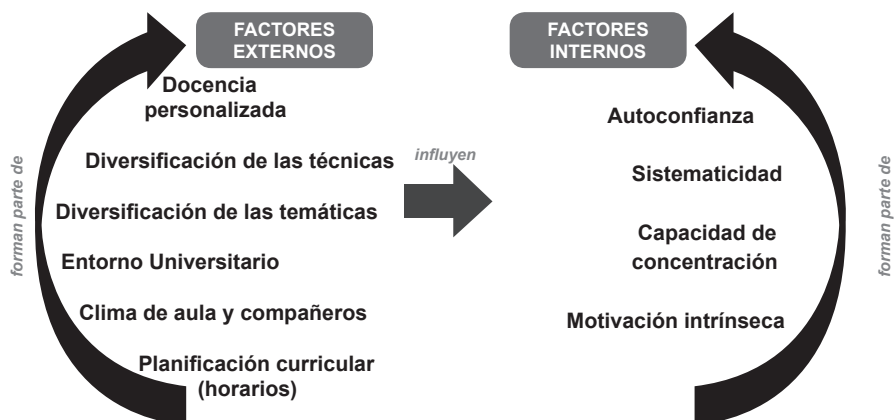 FACTORES
EXTERNOS
Docencia
personalizada
Diversificación de las técnicas
Diversificación de las temáticas
Entorno Universitario
Clima de aula y compañeros
Planificación curricular
(horarios)
forman parte de
influyen
FACTORES
INTERNOS
Autoconfianza
Sistematicidad
Capacidad de
concentración
Motivación intrínseca
forman parte de